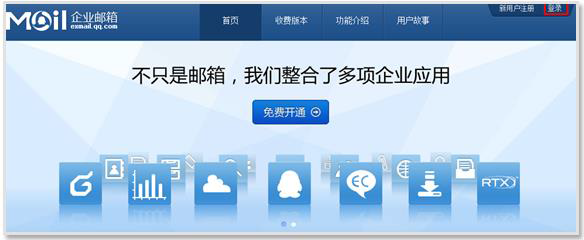 新用户注册 登录
Mail 企业邮箱
exmail.qq.com
首页 收费版本 功能介绍 用户故事
不只是邮箱，我们整合了多项企业应用
免费开通
EC
RTX